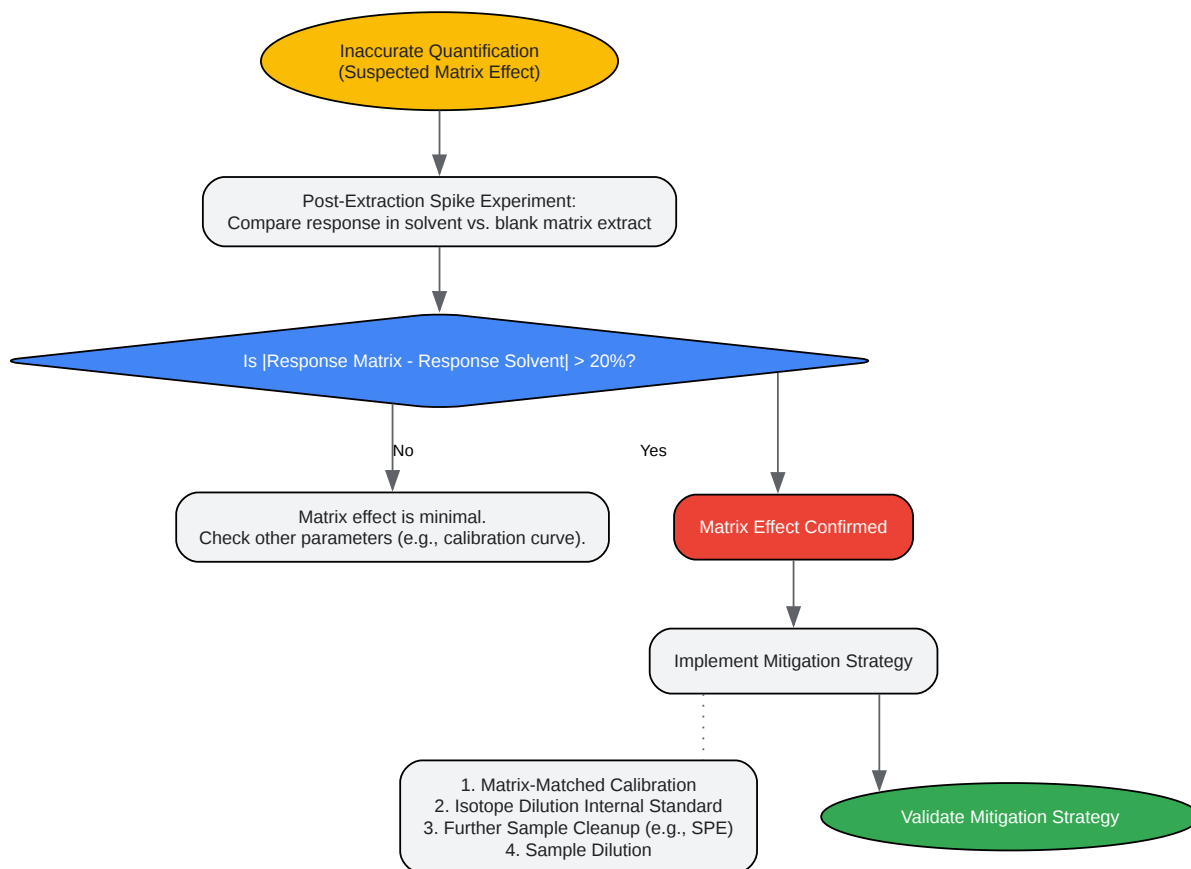 Inaccurate Quantification
(Suspected Matrix Effect)
Post-Extraction Spike Experiment:
Compare response in solvent vs. blank matrix extract
Is |Response Matrix - Response Solvent| > 20%?
No
Yes
Matrix effect is minimal.
Check other parameters (e.g., calibration curve).
Matrix Effect Confirmed
Implement Mitigation Strategy
1. Matrix-Matched Calibration
2. Isotope Dilution Internal Standard
3. Further Sample Cleanup (e.g., SPE)
4. Sample Dilution
Validate Mitigation Strategy